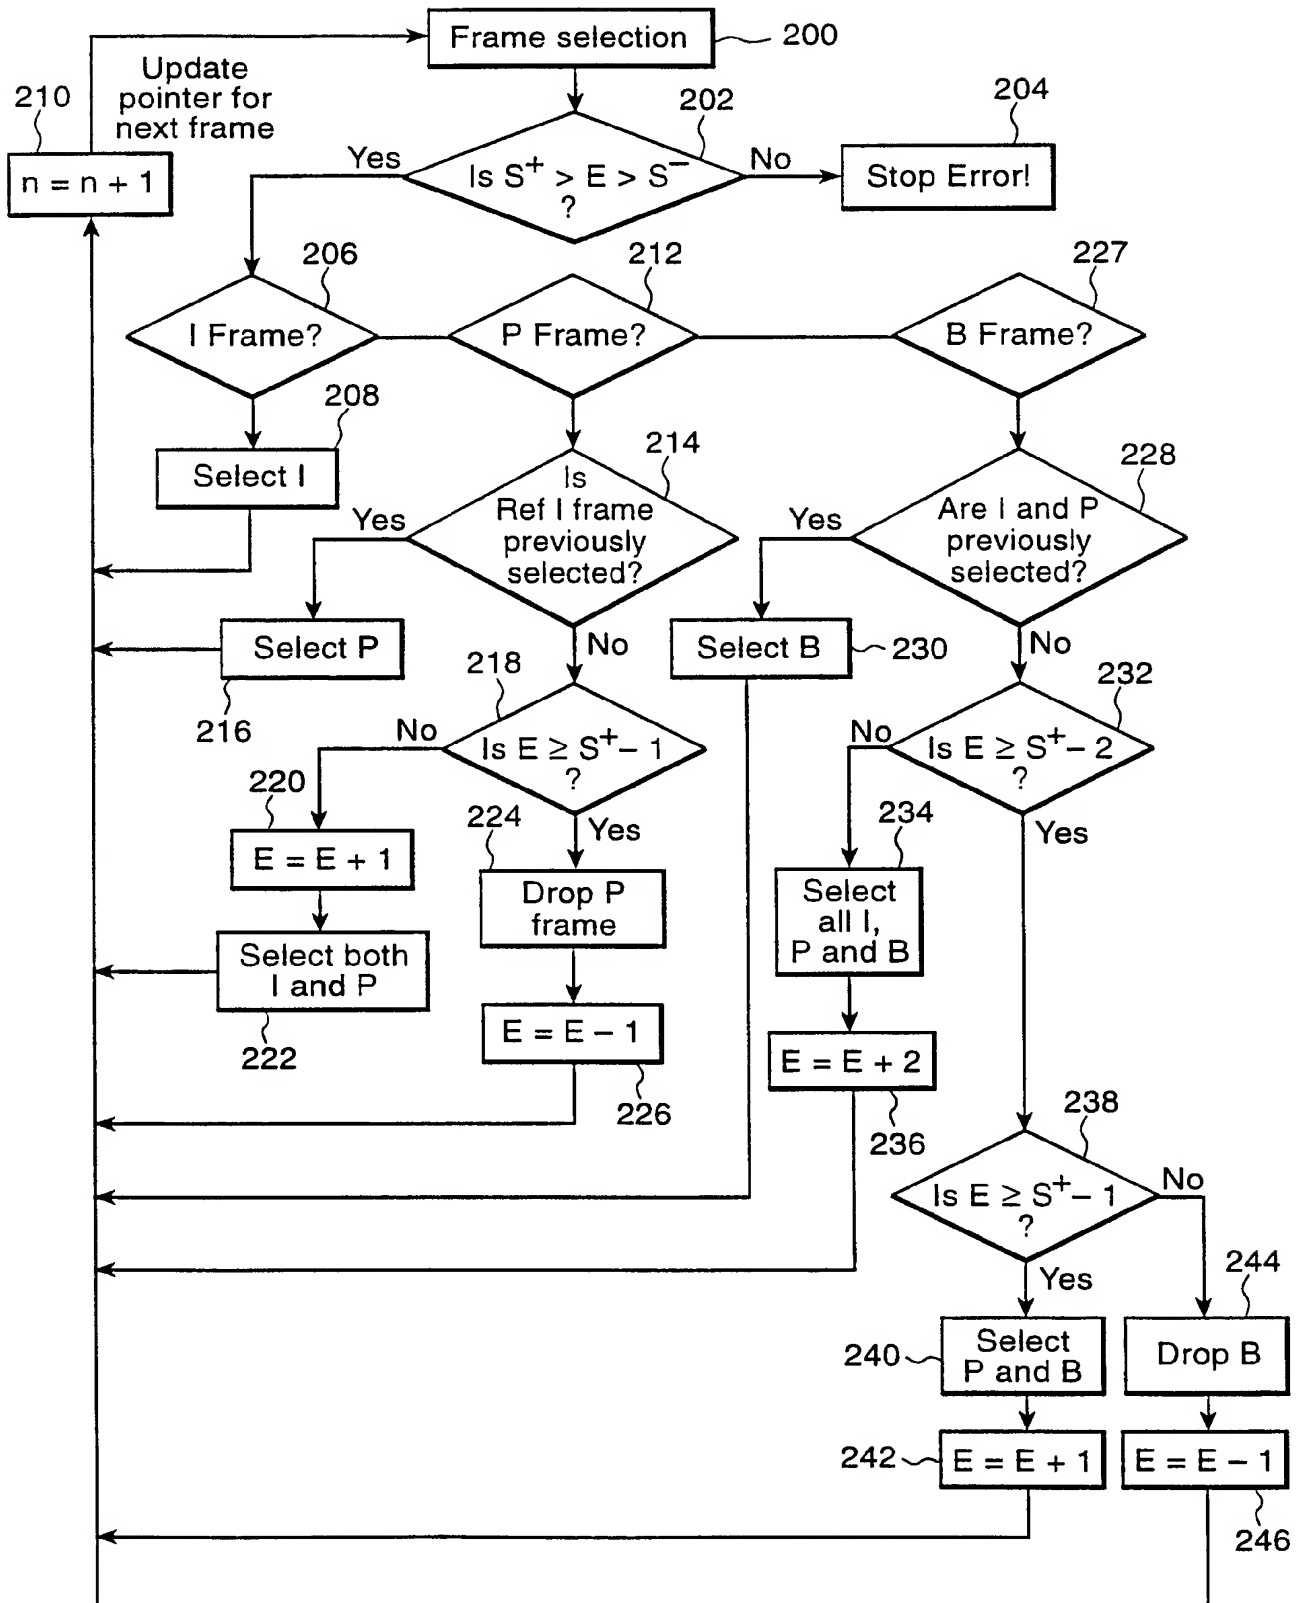 Frame selection
200
Update
pointer for
next frame
210
n = n + 1
202
204
Yes
Is S+ > E > S−
?
No
Stop Error!
206
212
227
I Frame?
P Frame?
B Frame?
208
214
228
Select I
Is
Ref I frame
previously
selected?
Yes
Are I and P
previously
selected?
Yes
Select P
216
No
Select B
230
No
218
232
No
Is E ≥ S+ − 1
?
No
Is E ≥ S+ − 2
?
220
224
Yes
234
Yes
E = E + 1
Drop P
frame
Select
all I,
P and B
Select both
I and P
222
E = E − 1
226
E = E + 2
236
238
Is E ≥ S+ − 1
?
No
Yes
244
240
Select
P and B
Drop B
242
E = E + 1
E = E − 1
246